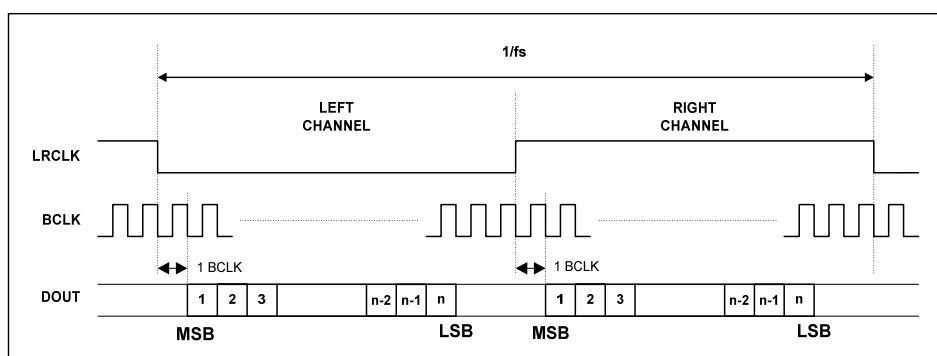 1/fs
LEFT
CHANNEL
RIGHT
CHANNEL
LRCLK
BCLK
1 BCLK
1 BCLK
DOUT
1 2 3 n-2 n-1 n 1 2 3 n-2 n-1 n
MSB LSB MSB LSB